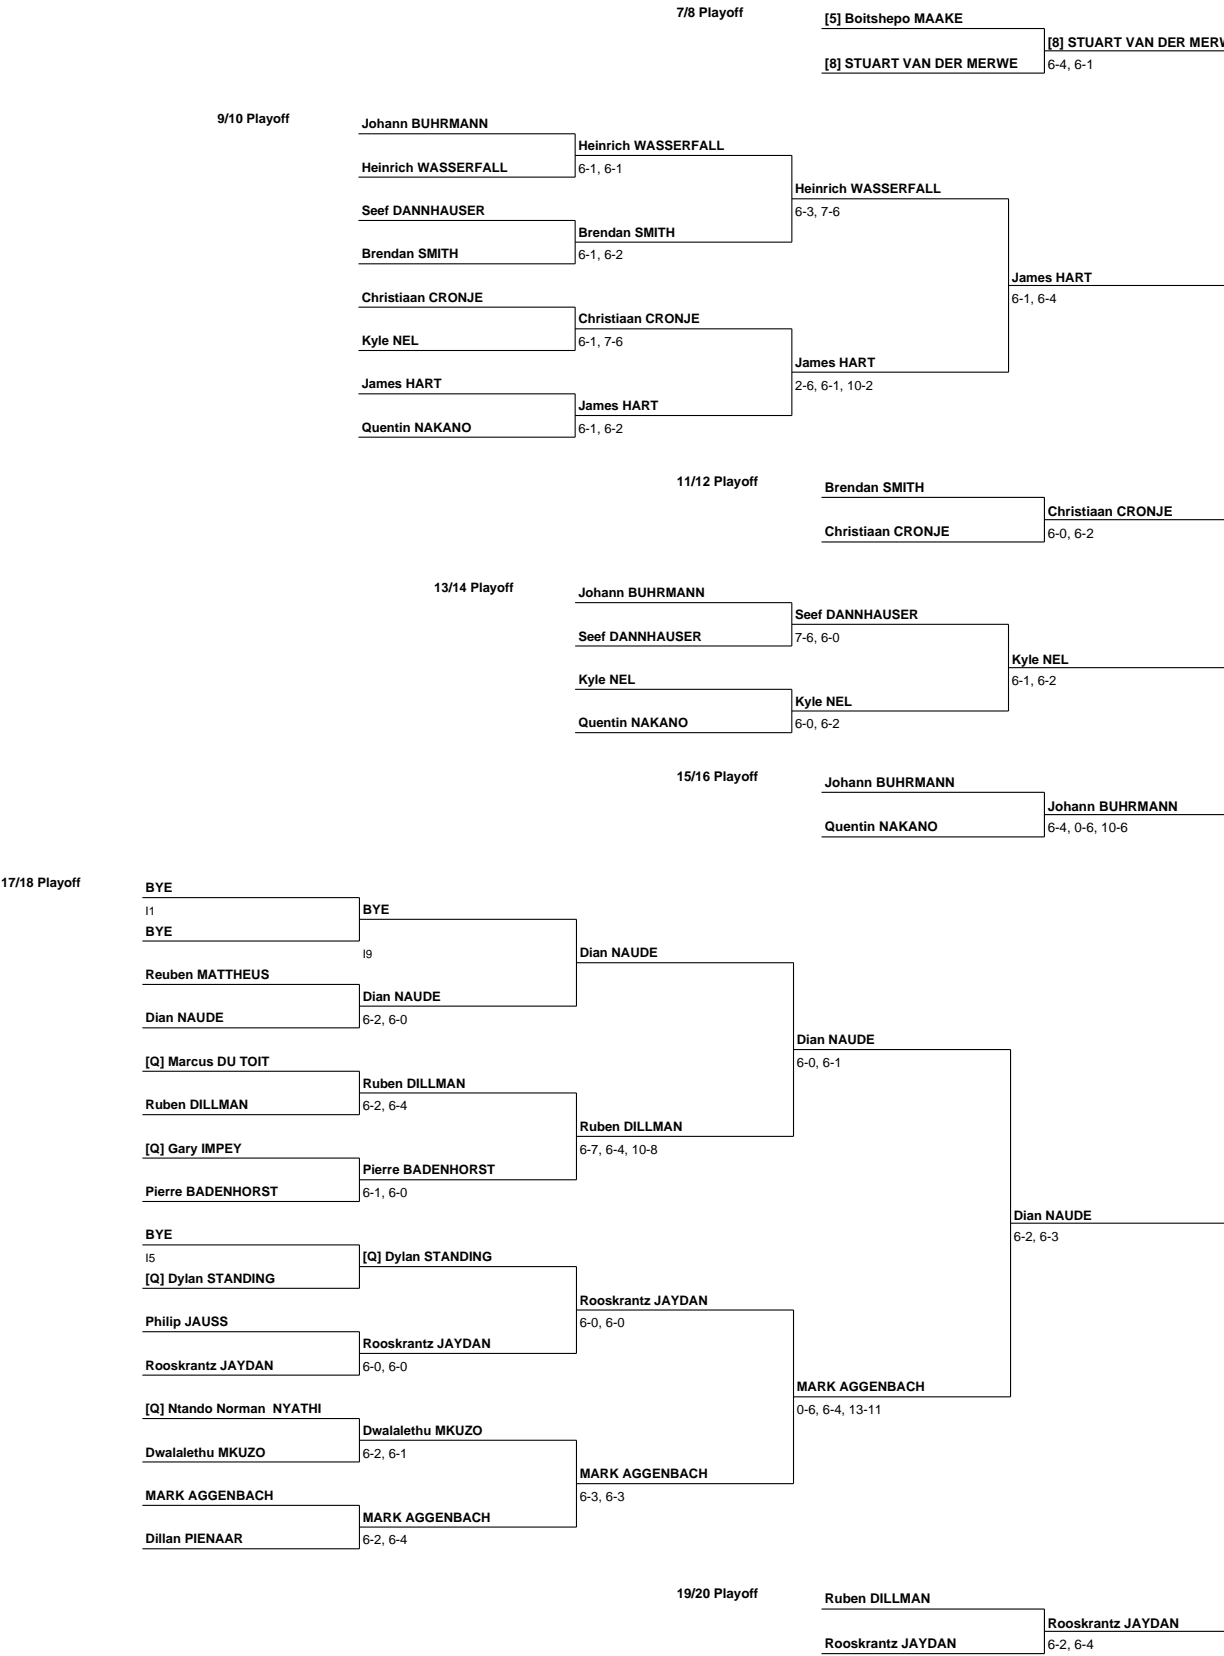 7/8 Playoff
[5] Boitshepo MAAKE
[8] STUART VAN DER MERW
[8] STUART VAN DER MERWE
6-4, 6-1
9/10 Playoff
Johann BUHRMANN
Heinrich WASSERFALL
Heinrich WASSERFALL
6-1, 6-1
Heinrich WASSERFALL
Seef DANNHAUSER
6-3, 7-6
Brendan SMITH
Brendan SMITH
6-1, 6-2
James HART
Christiaan CRONJE
6-1, 6-4
Christiaan CRONJE
Kyle NEL
6-1, 7-6
James HART
James HART
2-6, 6-1, 10-2
James HART
Quentin NAKANO
6-1, 6-2
11/12 Playoff
Brendan SMITH
Christiaan CRONJE
Christiaan CRONJE
6-0, 6-2
13/14 Playoff
Johann BUHRMANN
Seef DANNHAUSER
Seef DANNHAUSER
7-6, 6-0
Kyle NEL
Kyle NEL
6-1, 6-2
Kyle NEL
Quentin NAKANO
6-0, 6-2
15/16 Playoff
Johann BUHRMANN
Johann BUHRMANN
Quentin NAKANO
6-4, 0-6, 10-6
17/18 Playoff
BYE
I1
BYE
BYE
I9
Dian NAUDE
Reuben MATTHEUS
Dian NAUDE
Dian NAUDE
6-2, 6-0
Dian NAUDE
[Q] Marcus DU TOIT
6-0, 6-1
Ruben DILLMAN
Ruben DILLMAN
6-2, 6-4
Ruben DILLMAN
[Q] Gary IMPEY
6-7, 6-4, 10-8
Pierre BADENHORST
Pierre BADENHORST
6-1, 6-0
Dian NAUDE
BYE
6-2, 6-3
I5
[Q] Dylan STANDING
[Q] Dylan STANDING
Rooskrantz JAYDAN
Philip JAUSS
6-0, 6-0
Rooskrantz JAYDAN
Rooskrantz JAYDAN
6-0, 6-0
MARK AGGENBACH
[Q] Ntando Norman NYATHI
0-6, 6-4, 13-11
Dwalalethu MKUZO
Dwalalethu MKUZO
6-2, 6-1
MARK AGGENBACH
MARK AGGENBACH
6-3, 6-3
MARK AGGENBACH
Dillan PIENAAR
6-2, 6-4
19/20 Playoff
Ruben DILLMAN
Rooskrantz JAYDAN
Rooskrantz JAYDAN
6-2, 6-4